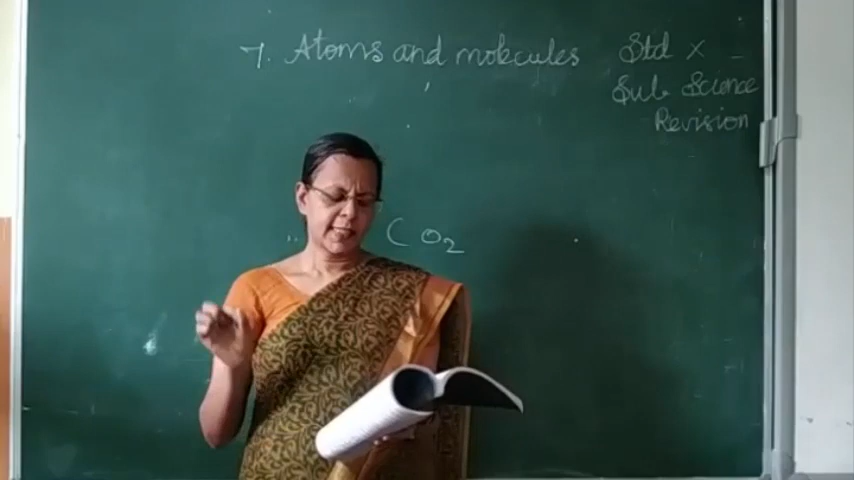 7. Atoms and molecules Std X
Sub Science
Revision
CO2